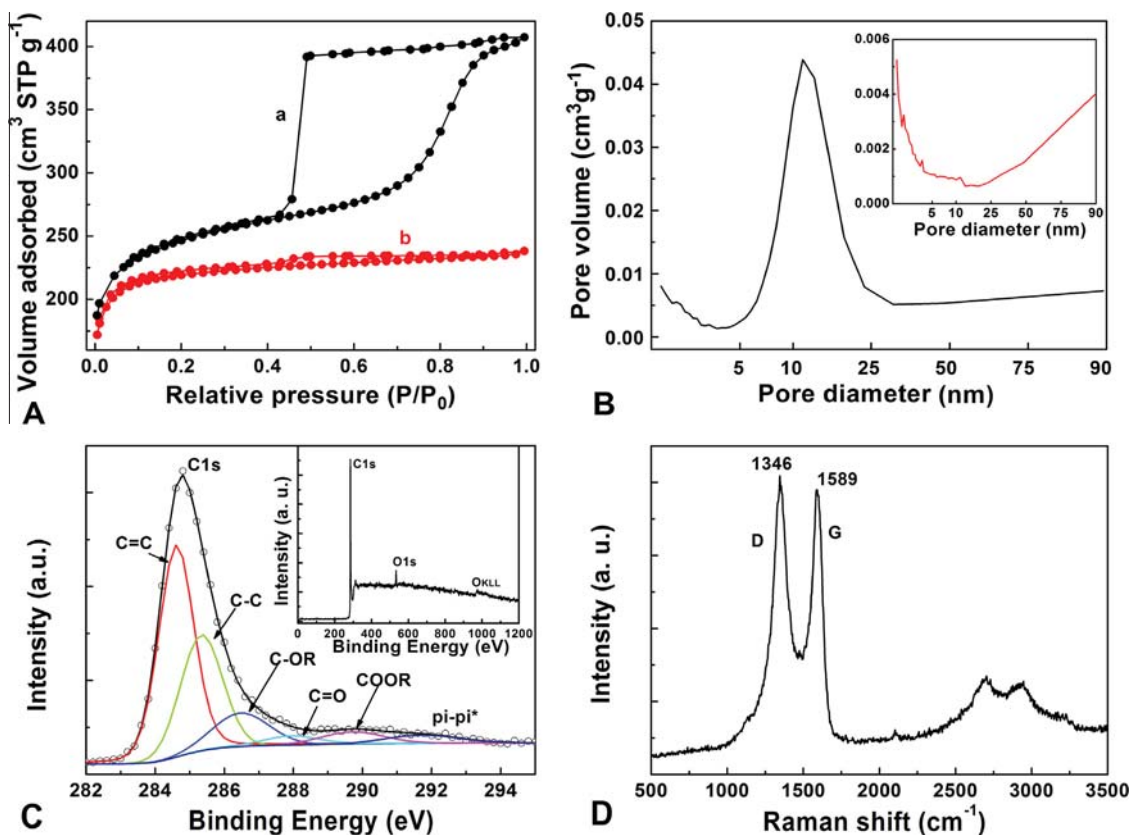 Volume adsorbed (cm³ STP g⁻¹)
400
350
300
250
200
a
b
0.0 0.2 0.4 0.6 0.8 1.0
Relative pressure (P/P₀)
A
Pore volume (cm³g⁻¹)
0.05
0.04
0.03
0.02
0.01
0.00
5 10 25 50 75 90
Pore diameter (nm)
B
0.006
0.004
0.002
0.000
5 10 25 50 90
Pore diameter (nm)
Intensity (a.u.)
C1s
C=C
C-C
C-OR
C=O
COOR
pi-pi*
282 284 286 288 290 292 294
Binding Energy (eV)
C
Intensity (a. u.)
C1s
O1s
OKLL
0 200 400 600 800 1000 1200
Binding Energy (eV)
Intensity (a. u.)
1346
1589
D
G
500 1000 1500 2000 2500 3000 3500
Raman shift (cm⁻¹)
D